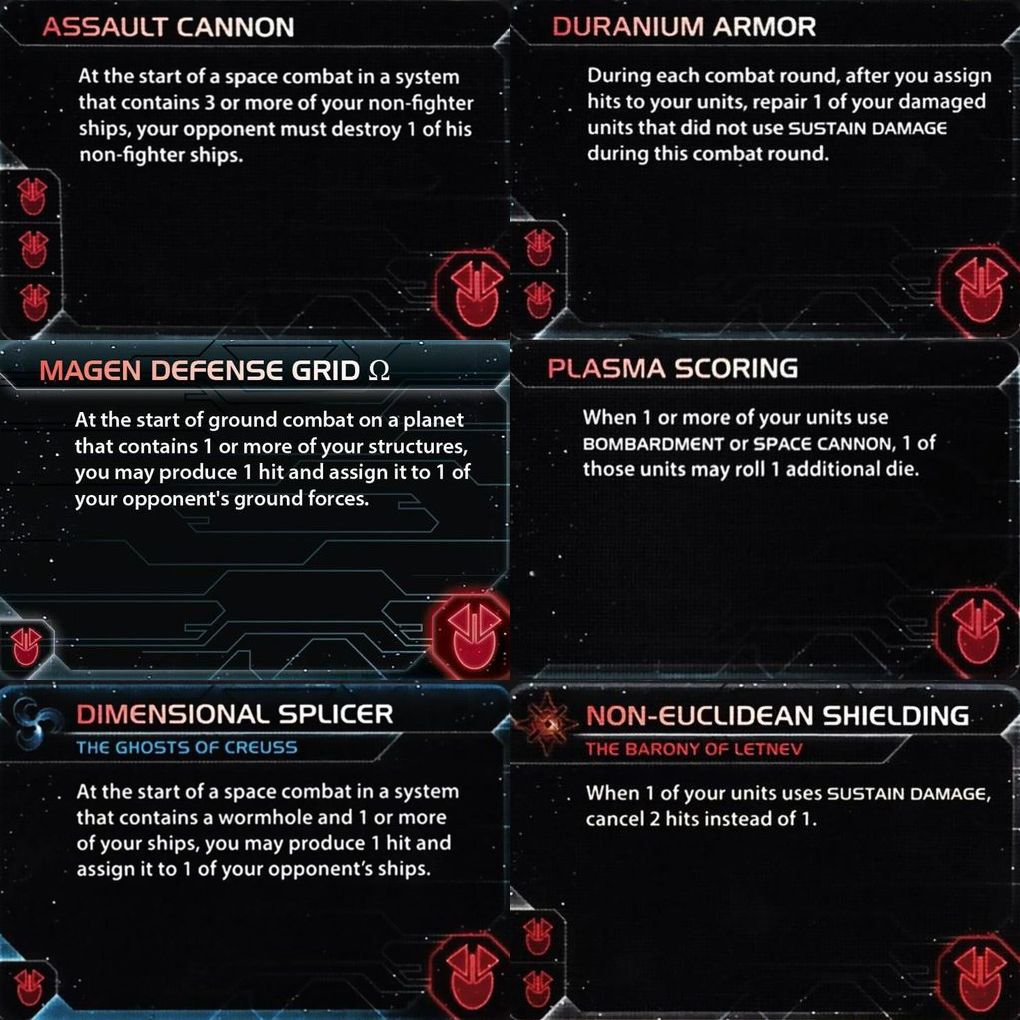 ASSAULT CANNON
At the start of a space combat in a system
that contains 3 or more of your non-fighter
ships, your opponent must destroy 1 of his
non-fighter ships.
DURANIUM ARMOR
During each combat round, after you assign
hits to your units, repair 1 of your damaged
units that did not use SUSTAIN DAMAGE
during this combat round.
MAGEN DEFENSE GRID Ω
At the start of ground combat on a planet
that contains 1 or more of your structures,
you may produce 1 hit and assign it to 1 of
your opponent's ground forces.
PLASMA SCORING
When 1 or more of your units use
BOMBARDMENT or SPACE CANNON, 1 of
those units may roll 1 additional die.
DIMENSIONAL SPLICER
THE GHOSTS OF CREUSS
At the start of a space combat in a system
that contains a wormhole and 1 or more
of your ships, you may produce 1 hit and
assign it to 1 of your opponent’s ships.
NON-EUCLIDEAN SHIELDING
THE BARONY OF LETNEV
When 1 of your units uses SUSTAIN DAMAGE,
cancel 2 hits instead of 1.